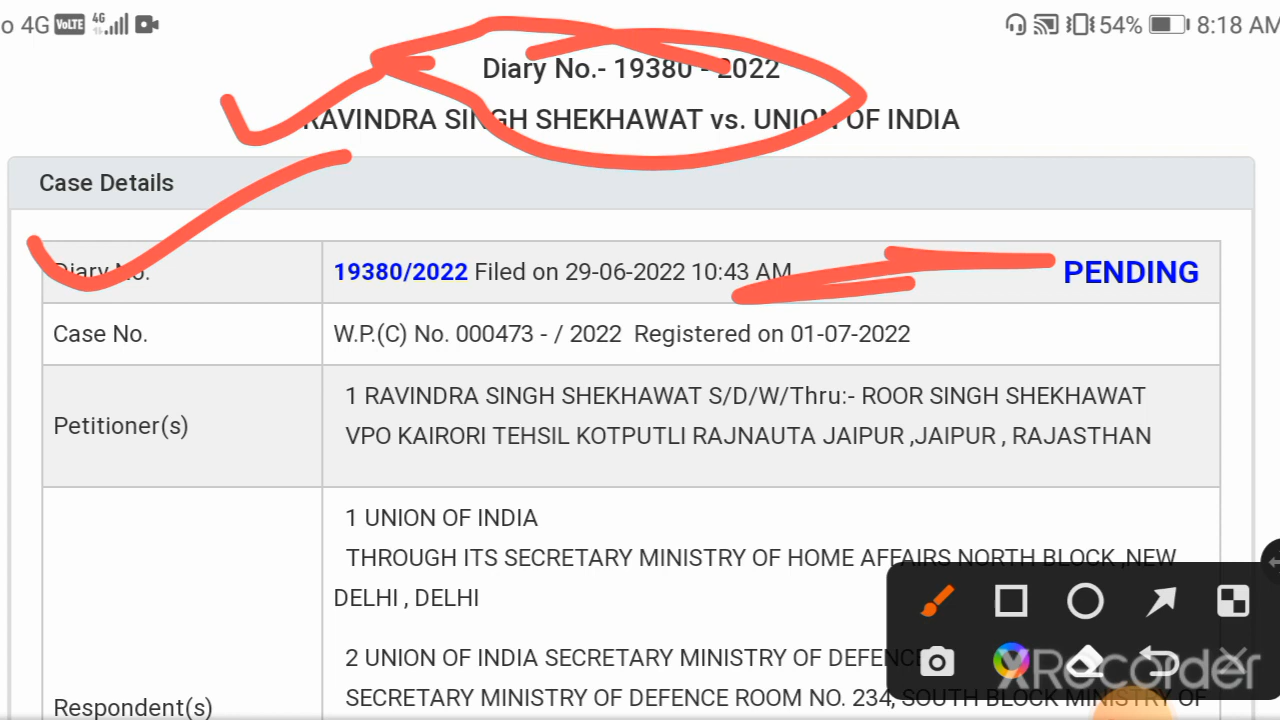 o 4G VoLTE 4G 54% 8:18 AM
Diary No.- 19380 - 2022
RAVINDRA SINGH SHEKHAWAT vs. UNION OF INDIA
Case Details
Diary No. 19380/2022 Filed on 29-06-2022 10:43 AM PENDING
Case No. W.P.(C) No. 000473 - / 2022 Registered on 01-07-2022
Petitioner(s) 1 RAVINDRA SINGH SHEKHAWAT S/D/W/Thru:- ROOR SINGH SHEKHAWAT
VPO KAIRORI TEHSIL KOTPUTLI RAJNAUTA JAIPUR ,JAIPUR , RAJASTHAN
1 UNION OF INDIA
THROUGH ITS SECRETARY MINISTRY OF HOME AFFAIRS NORTH BLOCK ,NEW
DELHI , DELHI
2 UNION OF INDIA SECRETARY MINISTRY OF DEFENCE
SECRETARY MINISTRY OF DEFENCE ROOM NO. 234, SOUTH BLOCK MINISTRY OF
Respondent(s)
XRecorder